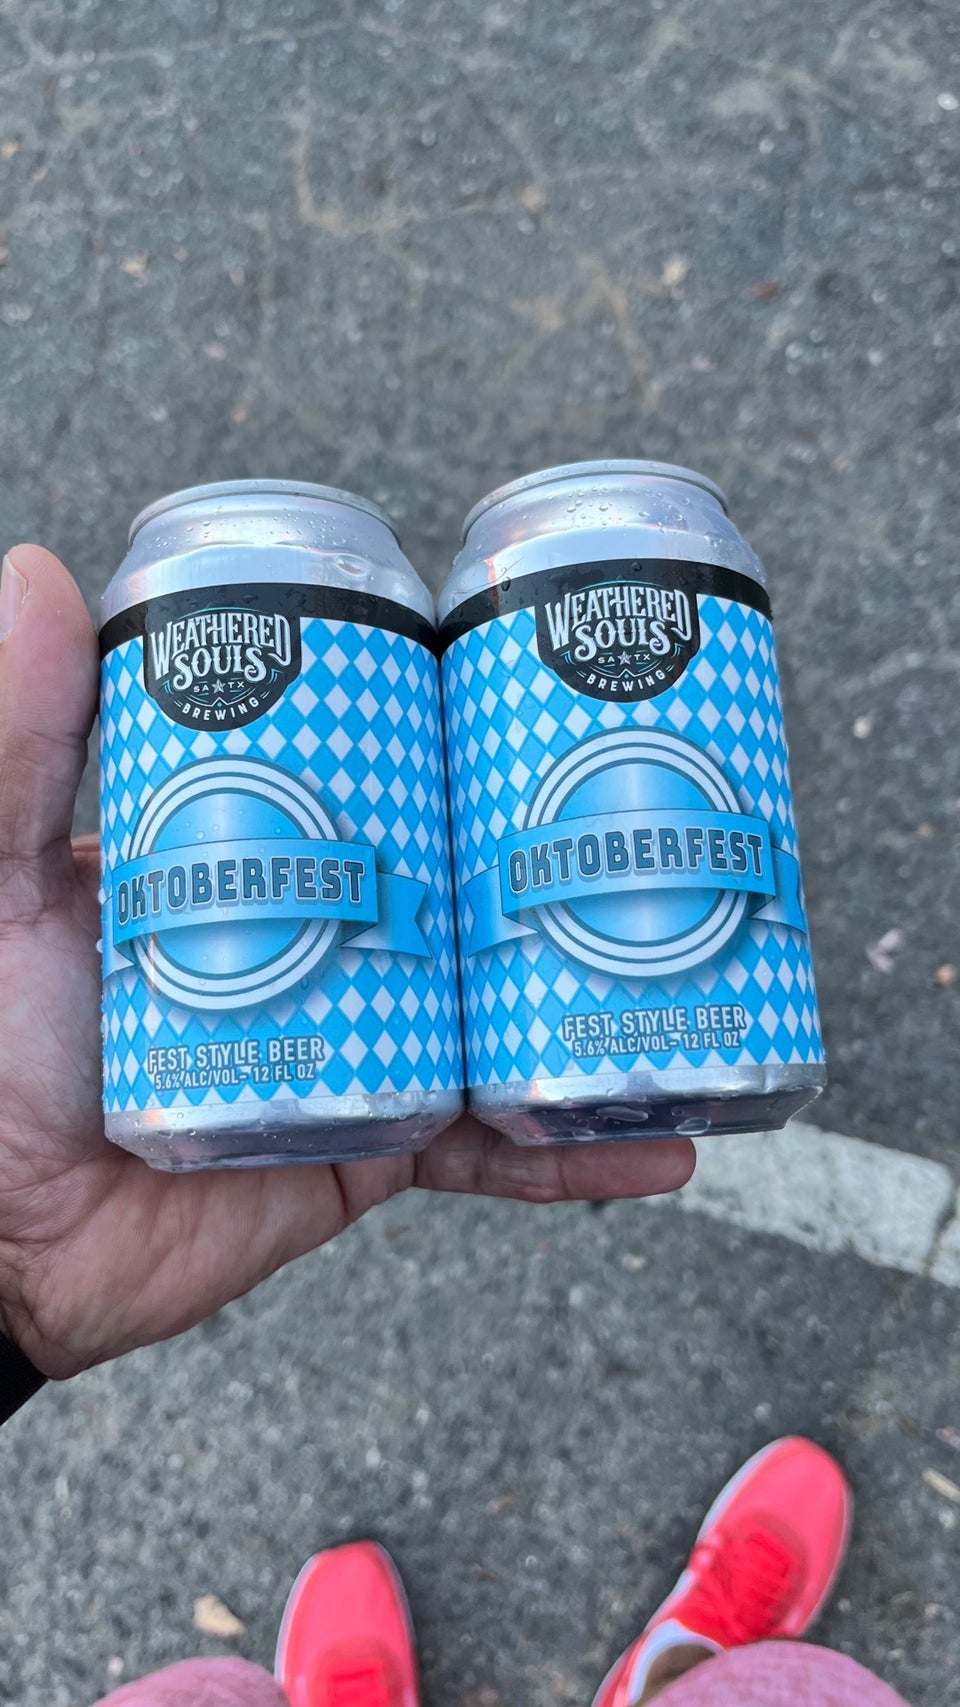 WEATHERED
SOULS
SA TX
BREWING
OKTOBERFEST
FEST STYLE BEER
5.6% ALC/VOL- 12 FL OZ
WEATHERED
SOULS
SA TX
BREWING
OKTOBERFEST
FEST STYLE BEER
5.6% ALC/VOL- 12 FL OZ